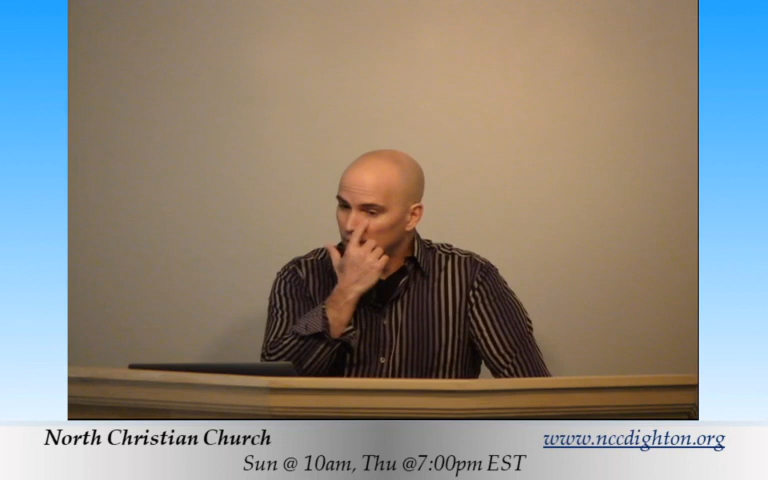 North Christian Church
www.nccdighton.org
Sun @ 10am, Thu @7:00pm EST